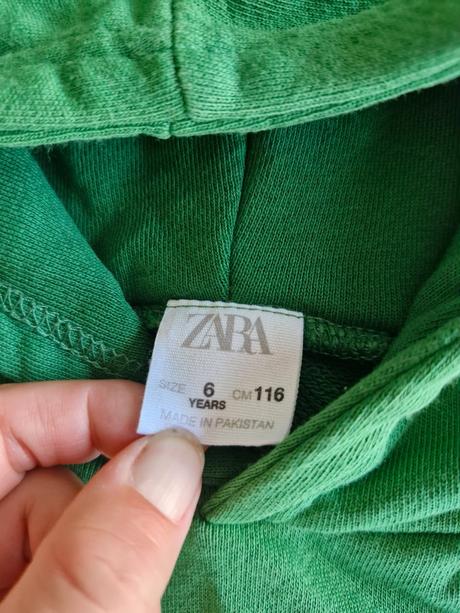 ZARA
SIZE 6 CM 116
YEARS
MADE IN PAKISTAN